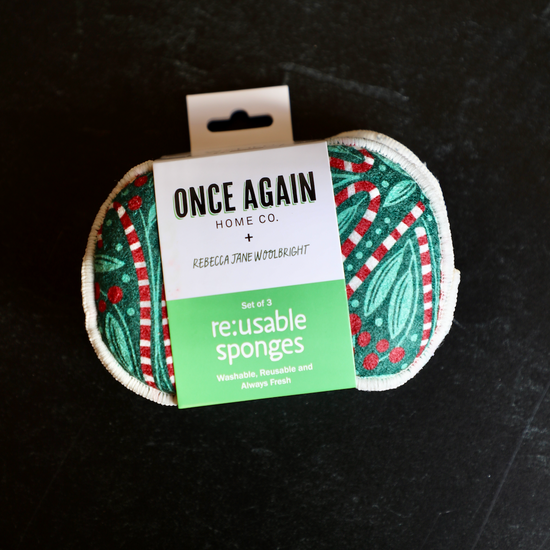 ONCE AGAIN
HOME CO.
+
REBECCA JANE WOOLBRIGHT
Set of 3
re:usable
sponges
Washable, Reusable and
Always Fresh